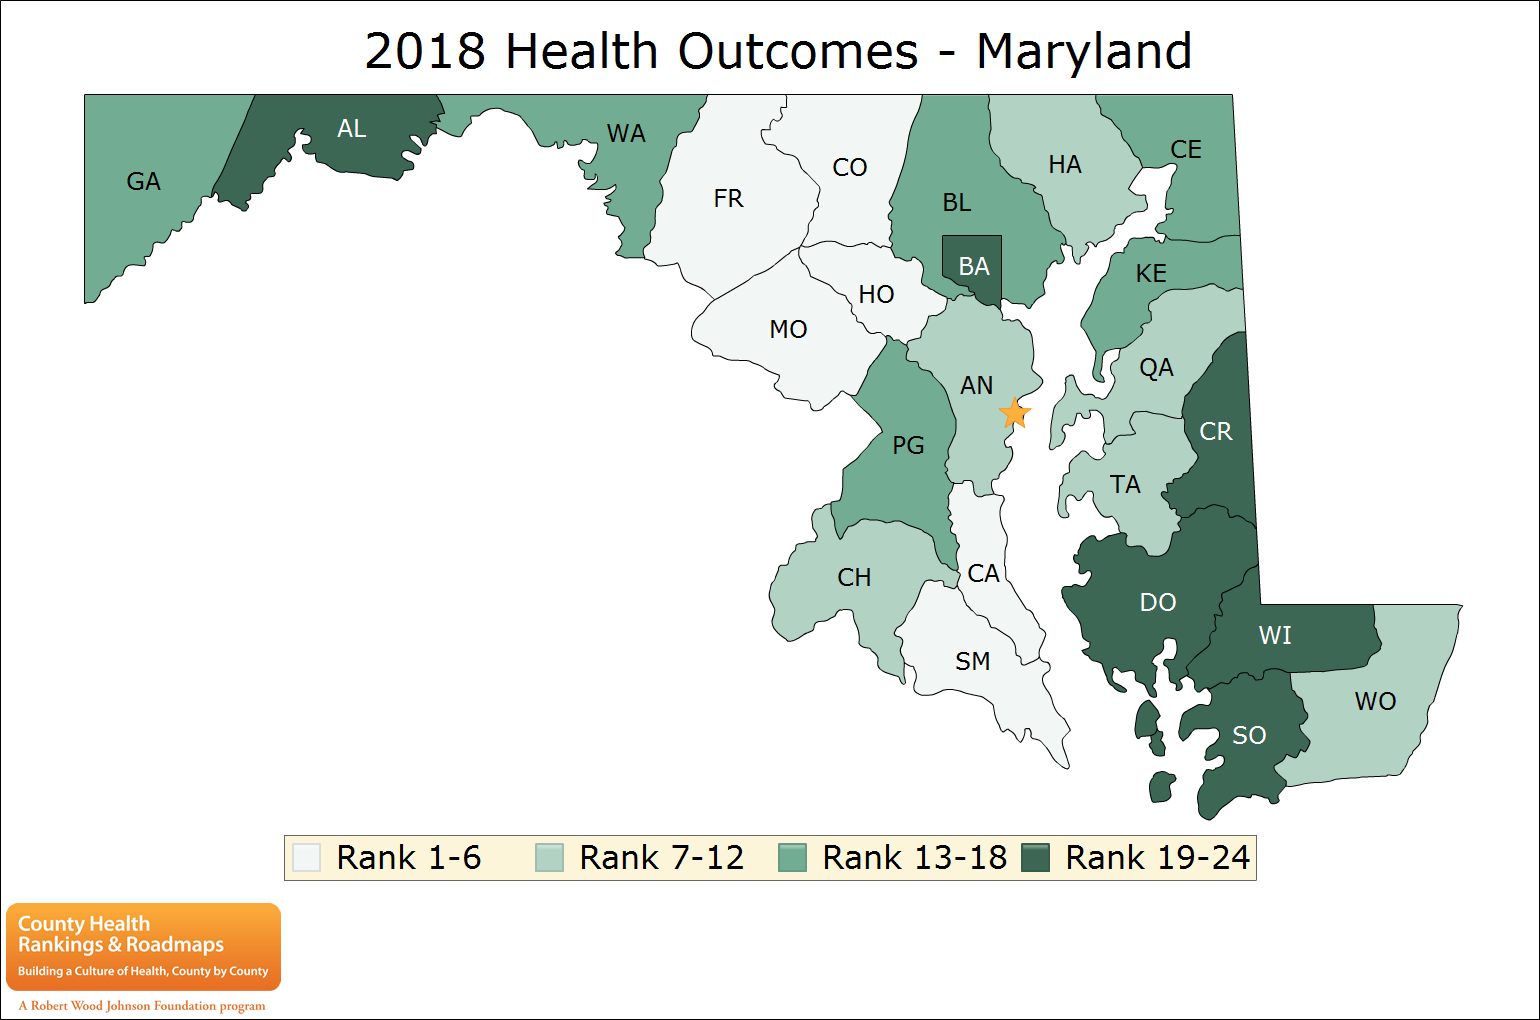 2018 Health Outcomes - Maryland
GA
AL
WA
FR
CO
BL
HA
CE
BA
KE
HO
MO
QA
AN
CR
PG
TA
CH
CA
DO
WI
SM
WO
SO
Rank 1-6
Rank 7-12
Rank 13-18
Rank 19-24
County Health
Rankings & Roadmaps
Building a Culture of Health, County by County
A Robert Wood Johnson Foundation program